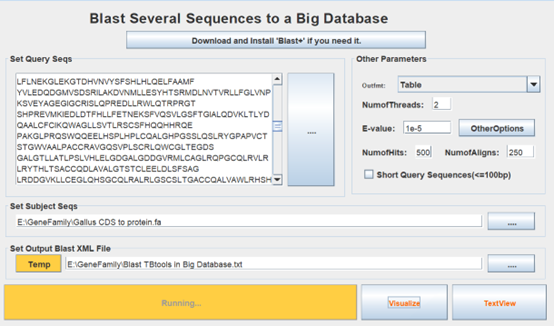 Blast Several Sequences to a Big Database
Download and Install 'Blast+' if you need it.
Set Query Seqs
LFLNEKGLEKGTDHVNVYSFSHLHLQELFAAMF
YVLEDQDGMVSDSRILAKDVNMLLESYHTSRMDLNVTVRLLFGLVNP
KSVEYAGEGIGCRISLQPREDLLRWLQTRPRGT
SHPREVMKIEDLDTFHLLFETNEKSFVQSVLGSFTGIALQDVKLTLYD
QAALCFCIKQWAGLLSVTLRSCSFHQQHHRQE
PAKGLPRQSWQQEELHSPLHPLCQALGHPGSSLQSLRYGPAPVCT
STGWVAALPACCRAVGQSVPLSCRLQWCGLTEGDS
GALGTLLATLPSLVHLELGDGALGDDGVRMLCAGLRQPGCQLRVLR
LRYTHLTSACCQDLAVALGTSTCLEELDLSFSAG
LRDDGVKLLCEGLQHSGCQLRALRLGSCSLTGACCQALVAWLRHSH
....
Other Parameters
Outfmt:
Table
NumofThreads:
2
E-value:
1e-5
OtherOptions
NumofHits:
500
NumofAligns:
250
Short Query Sequences(<=100bp)
Set Subject Seqs
E:\GeneFamily\Gallus CDS to protein.fa
....
Set Output Blast XML File
Temp
E:\GeneFamily\Blast TBtools in Big Database.txt
....
Running...
Visualize
TextView